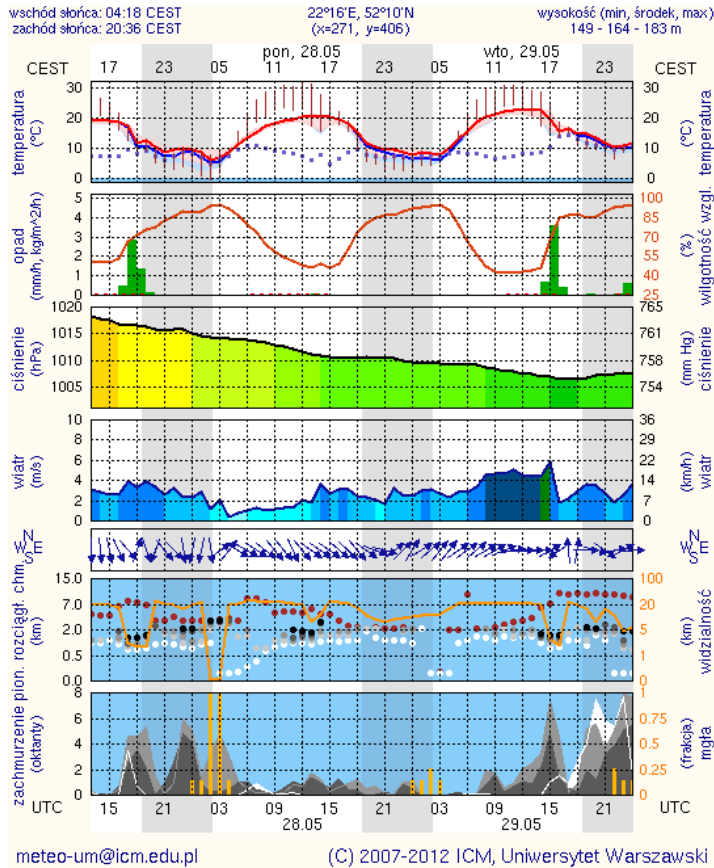 wschód słońca: 04:18 CEST 22°16'E, 52°10'N wysokość (min, środek, max)
zachód słońca: 20:36 CEST (x=271, y=406) 149 - 164 - 183 m
pon, 28.05 wto, 29.05
CEST 17 23 05 11 17 23 05 11 17 23 CEST
temperatura (°C) 30 20 10 0 30 20 10 0 temperatura (°C)
opad (mm/h, kg/m^2/h) 5 4 3 2 1 0 100 85 70 55 40 25 wilgotność wzgl. (%)
ciśnienie (hPa) 1020 1015 1010 1005 765 761 758 754 ciśnienie (mm Hg)
wiatr (m/s) 10 8 6 4 2 0 36 29 22 14 7 0 wiatr (km/h)
N W E S N W E S
pion. rozciągł. chm. (km) 15.0 7.0 2.0 0.5 0.0 100 20 5 1 0 widzialność (km)
zachmurzenie (oktanty) 8 6 4 2 0 1 0.75 0.5 0.25 0 mgła (frakcja)
UTC 15 21 03 09 15 21 03 09 15 21 UTC
28.05 29.05
meteo-um@icm.edu.pl (C) 2007-2012 ICM, Uniwersytet Warszawski